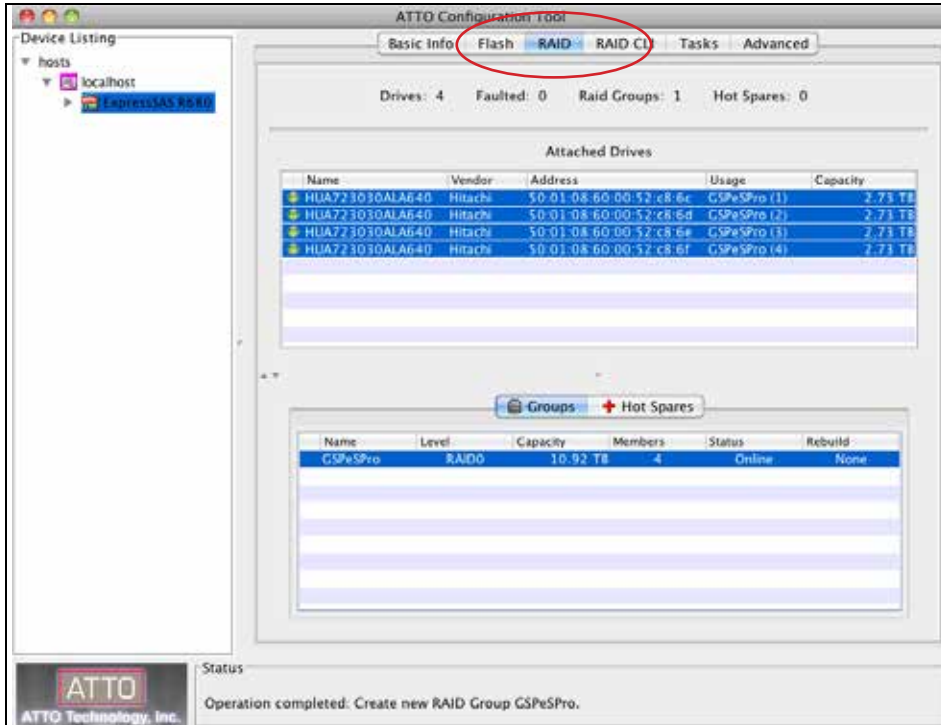 ATTO Configuration Tool
Device Listing
hosts
localhost
ExpressSAS R680
Basic Info Flash RAID RAID CLI Tasks Advanced
Drives: 4 Faulted: 0 Raid Groups: 1 Hot Spares: 0
Attached Drives
Name Vendor Address Usage Capacity
HUA723030ALA640 Hitachi 50:01:08:60:00:52:c8:6c GSPeSPro (1) 2.73 TB
HUA723030ALA640 Hitachi 50:01:08:60:00:52:c8:6d GSPeSPro (2) 2.73 TB
HUA723030ALA640 Hitachi 50:01:08:60:00:52:c8:6e GSPeSPro (3) 2.73 TB
HUA723030ALA640 Hitachi 50:01:08:60:00:52:c8:6f GSPeSPro (4) 2.73 TB
Groups Hot Spares
Name Level Capacity Members Status Rebuild
GSPeSPro RAID0 10.92 TB 4 Online None
ATTO
ATTO Technology, Inc.
Status
Operation completed: Create new RAID Group GSPeSPro.